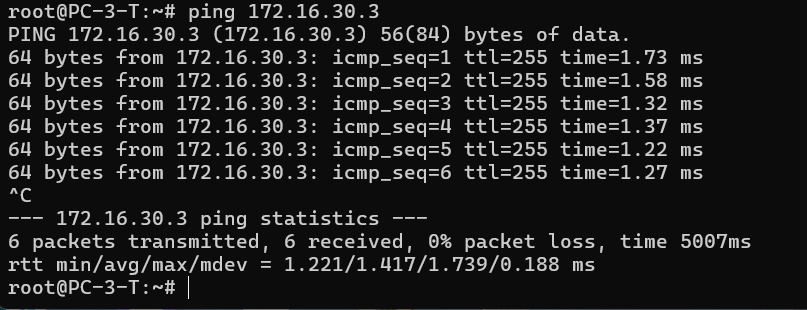 root@PC-3-T:~# ping 172.16.30.3
PING 172.16.30.3 (172.16.30.3) 56(84) bytes of data.
64 bytes from 172.16.30.3: icmp_seq=1 ttl=255 time=1.73 ms
64 bytes from 172.16.30.3: icmp_seq=2 ttl=255 time=1.58 ms
64 bytes from 172.16.30.3: icmp_seq=3 ttl=255 time=1.32 ms
64 bytes from 172.16.30.3: icmp_seq=4 ttl=255 time=1.37 ms
64 bytes from 172.16.30.3: icmp_seq=5 ttl=255 time=1.22 ms
64 bytes from 172.16.30.3: icmp_seq=6 ttl=255 time=1.27 ms
^C
--- 172.16.30.3 ping statistics ---
6 packets transmitted, 6 received, 0% packet loss, time 5007ms
rtt min/avg/max/mdev = 1.221/1.417/1.739/0.188 ms
root@PC-3-T:~#